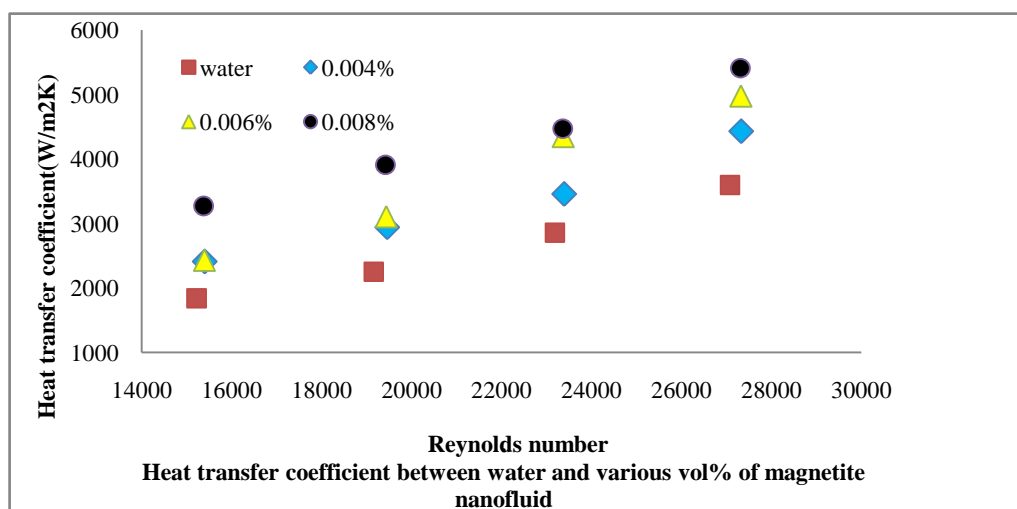 6000
5000
4000
3000
2000
1000
Heat transfer coefficient(W/m2K)
water
0.004%
0.006%
0.008%
14000 16000 18000 20000 22000 24000 26000 28000 30000
Reynolds number
Heat transfer coefficient between water and various vol% of magnetite
nanofluid